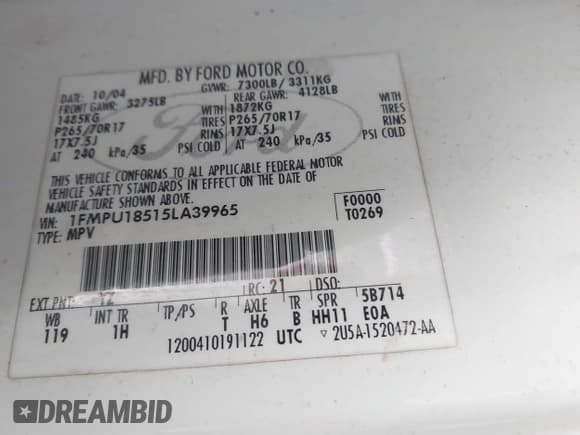 MFD. BY FORD MOTOR CO.
DATE: 10/04 GVWR: 7300LB/ 3311KG
FRONT GAWR: 3275LB REAR GAWR: 4128LB
1485KG WITH 1872KG WITH
P265/70R17 TIRES P265/70R17 TIRES
17X7.5J RIMS 17X7.5J RIMS
AT 240 kPa/35 PSI COLD AT 240 kPa/35 PSI COLD
Ford
THIS VEHICLE CONFORMS TO ALL APPLICABLE FEDERAL MOTOR
VEHICLE SAFETY STANDARDS IN EFFECT ON THE DATE OF
MANUFACTURE SHOWN ABOVE.
VIN: 1FMPU18515LA39965 F0000
TYPE: MPV T0269
EXT PNT: YZ RC: 21 DSO:
WB INT TR TP/PS R AXLE TR SPR 5B714
119 1H T H6 B HH11 E0A
1200410191122 UTC ▽ 2U5A-1520472-AA
DREAMBID